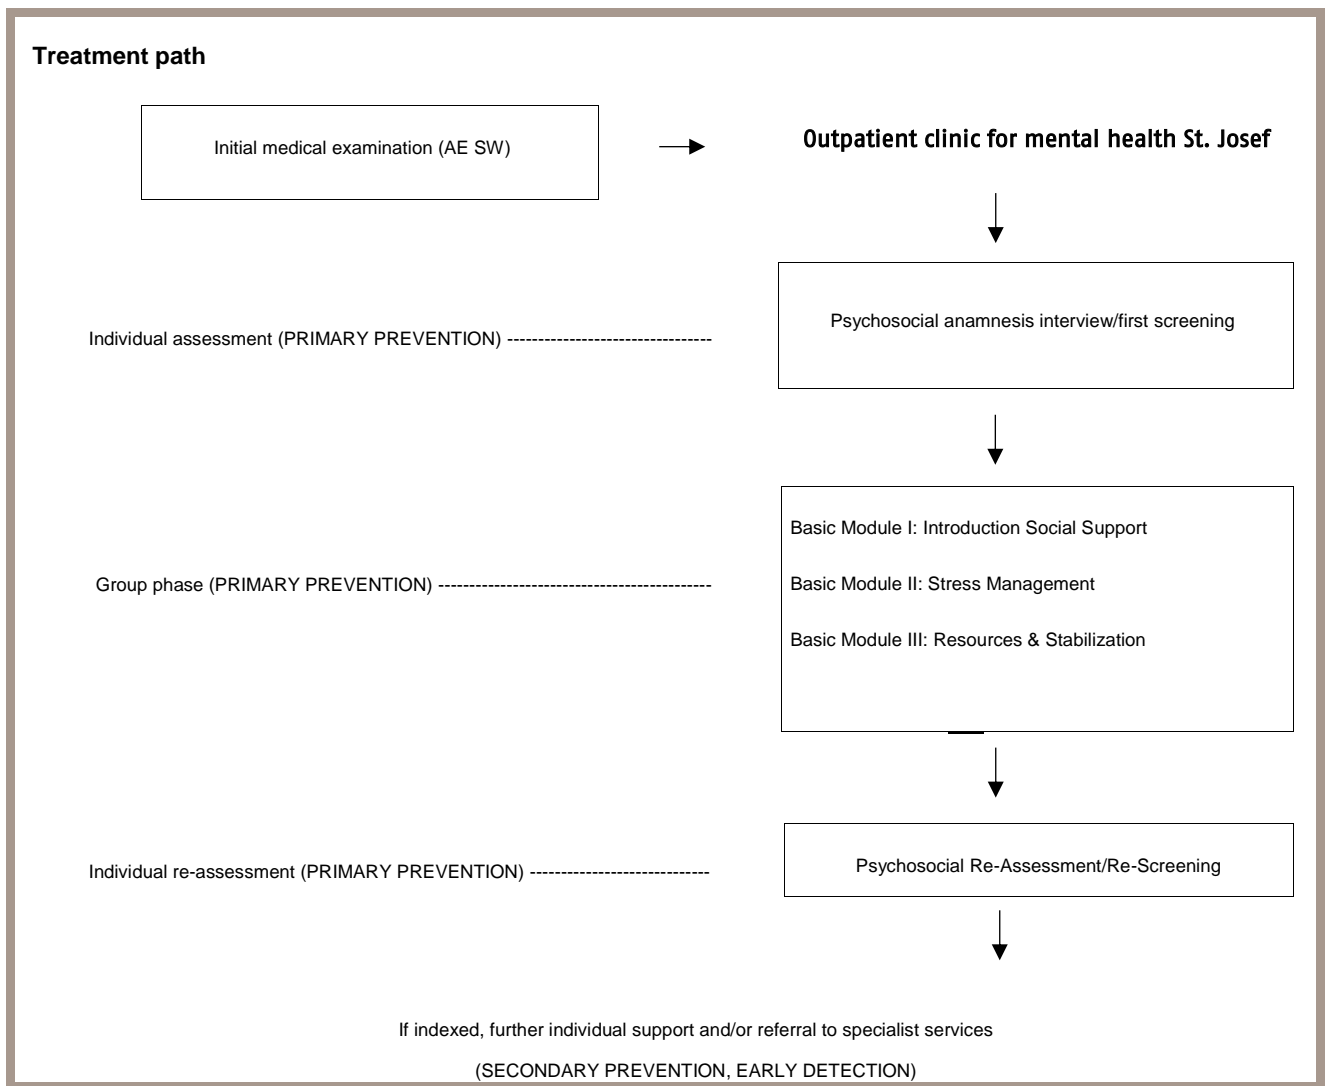 Treatment path
Initial medical examination (AE SW)
Outpatient clinic for mental health St. Josef
Psychosocial anamnesis interview/first screening
Individual assessment (PRIMARY PREVENTION) ---------------------------------
Basic Module I: Introduction Social Support
Group phase (PRIMARY PREVENTION) --------------------------------------------
Basic Module II: Stress Management
Basic Module III: Resources & Stabilization
Individual re-assessment (PRIMARY PREVENTION) -----------------------------
Psychosocial Re-Assessment/Re-Screening
If indexed, further individual support and/or referral to specialist services
(SECONDARY PREVENTION, EARLY DETECTION)